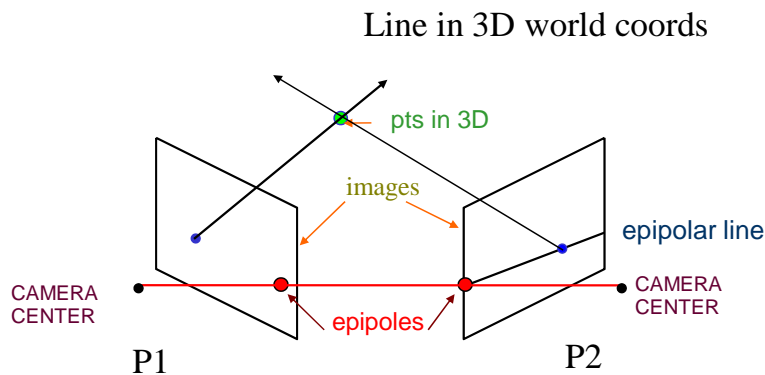 Line in 3D world coords
pts in 3D
images
epipolar line
CAMERA
CENTER
epipoles
CAMERA
CENTER
P1
P2